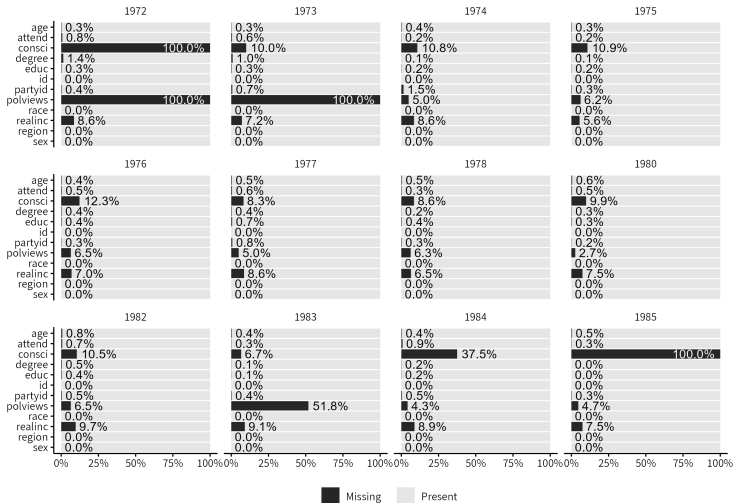 1972 1973 1974 1975
age 0.3% 0.3% 0.4% 0.3%
attend 0.8% 0.6% 0.2% 0.2%
consci 100.0% 10.0% 10.8% 10.9%
degree 1.4% 1.0% 0.1% 0.1%
educ 0.3% 0.3% 0.2% 0.2%
id 0.0% 0.0% 0.0% 0.0%
partyid 0.4% 0.7% 1.5% 0.3%
polviews 100.0% 100.0% 5.0% 6.2%
race 0.0% 0.0% 0.0% 0.0%
realinc 8.6% 7.2% 8.6% 5.6%
region 0.0% 0.0% 0.0% 0.0%
sex 0.0% 0.0% 0.0% 0.0%
1976 1977 1978 1980
age 0.4% 0.5% 0.5% 0.6%
attend 0.5% 0.6% 0.3% 0.5%
consci 12.3% 8.3% 8.6% 9.9%
degree 0.4% 0.4% 0.2% 0.3%
educ 0.4% 0.7% 0.4% 0.3%
id 0.0% 0.0% 0.0% 0.0%
partyid 0.3% 0.8% 0.3% 0.2%
polviews 6.5% 5.0% 6.3% 2.7%
race 0.0% 0.0% 0.0% 0.0%
realinc 7.0% 8.6% 6.5% 7.5%
region 0.0% 0.0% 0.0% 0.0%
sex 0.0% 0.0% 0.0% 0.0%
1982 1983 1984 1985
age 0.8% 0.4% 0.4% 0.5%
attend 0.7% 0.3% 0.9% 0.3%
consci 10.5% 6.7% 37.5% 100.0%
degree 0.5% 0.1% 0.2% 0.0%
educ 0.4% 0.1% 0.2% 0.0%
id 0.0% 0.0% 0.0% 0.0%
partyid 0.5% 0.4% 0.5% 0.3%
polviews 6.5% 51.8% 4.3% 4.7%
race 0.0% 0.0% 0.0% 0.0%
realinc 9.7% 9.1% 8.9% 7.5%
region 0.0% 0.0% 0.0% 0.0%
sex 0.0% 0.0% 0.0% 0.0%
0% 25% 50% 75% 100% 0% 25% 50% 75% 100% 0% 25% 50% 75% 100% 0% 25% 50% 75% 100%
Missing Present